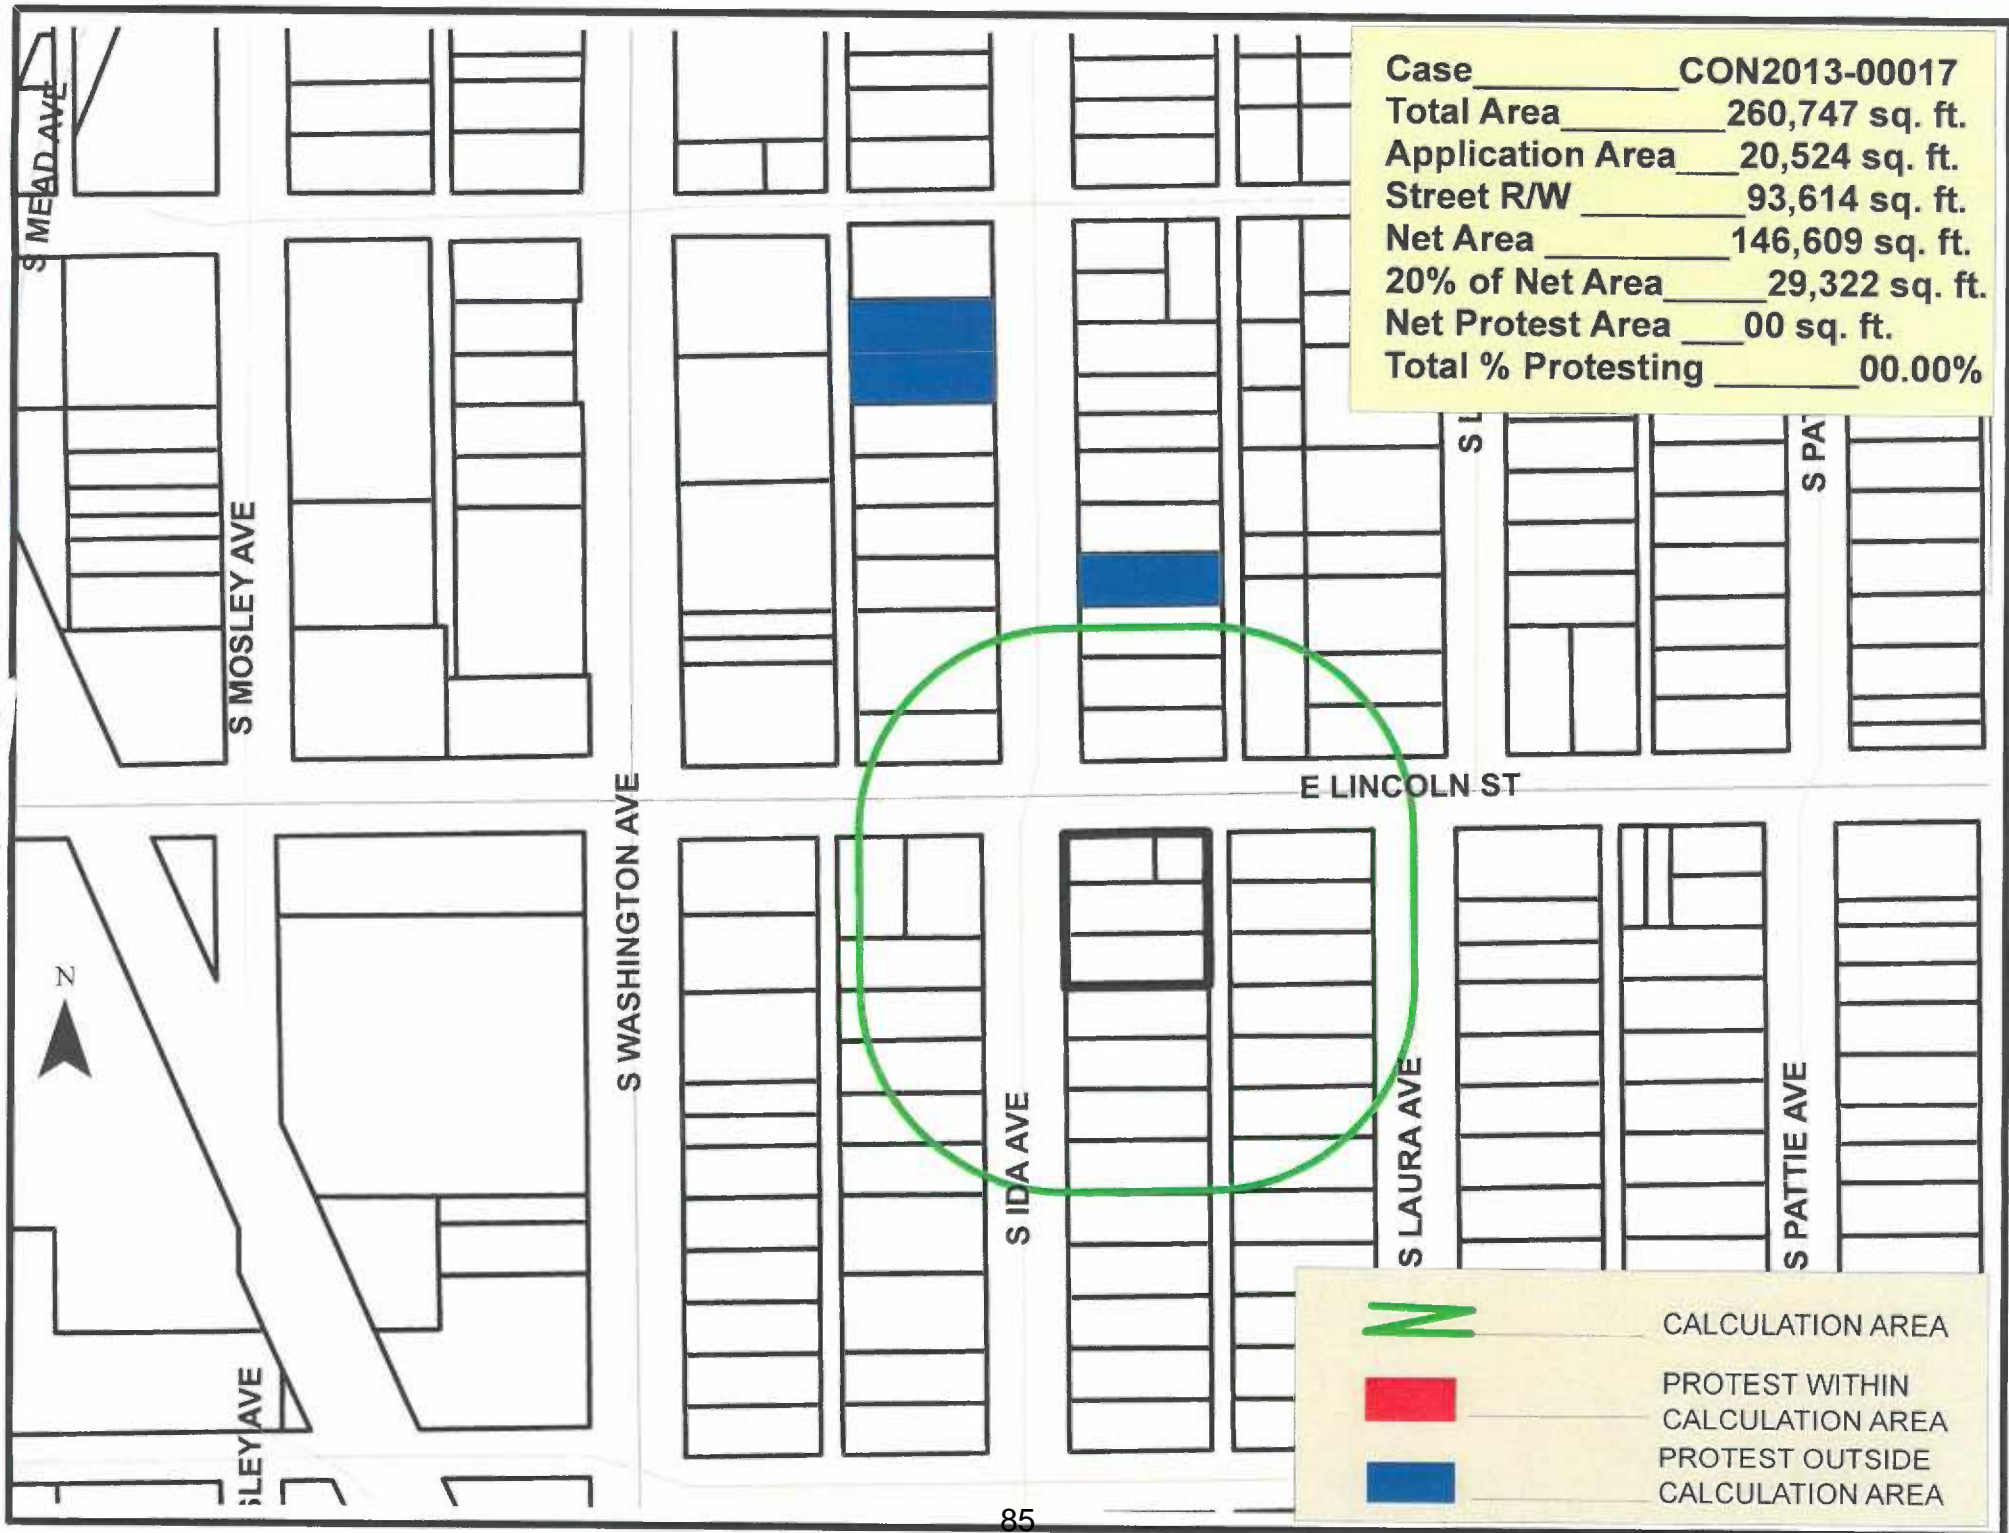 Case CON2013-00017
Total Area 260,747 sq. ft.
Application Area 20,524 sq. ft.
Street R/W 93,614 sq. ft.
Net Area 146,609 sq. ft.
20% of Net Area 29,322 sq. ft.
Net Protest Area 00 sq. ft.
Total % Protesting 00.00%
S MEAD AVE
S MOSLEY AVE
S WASHINGTON AVE
S L
S PAT
E LINCOLN ST
N
S IDA AVE
S LAURA AVE
S PATTIE AVE
SLEY AVE
CALCULATION AREA
PROTEST WITHIN
CALCULATION AREA
PROTEST OUTSIDE
CALCULATION AREA
85